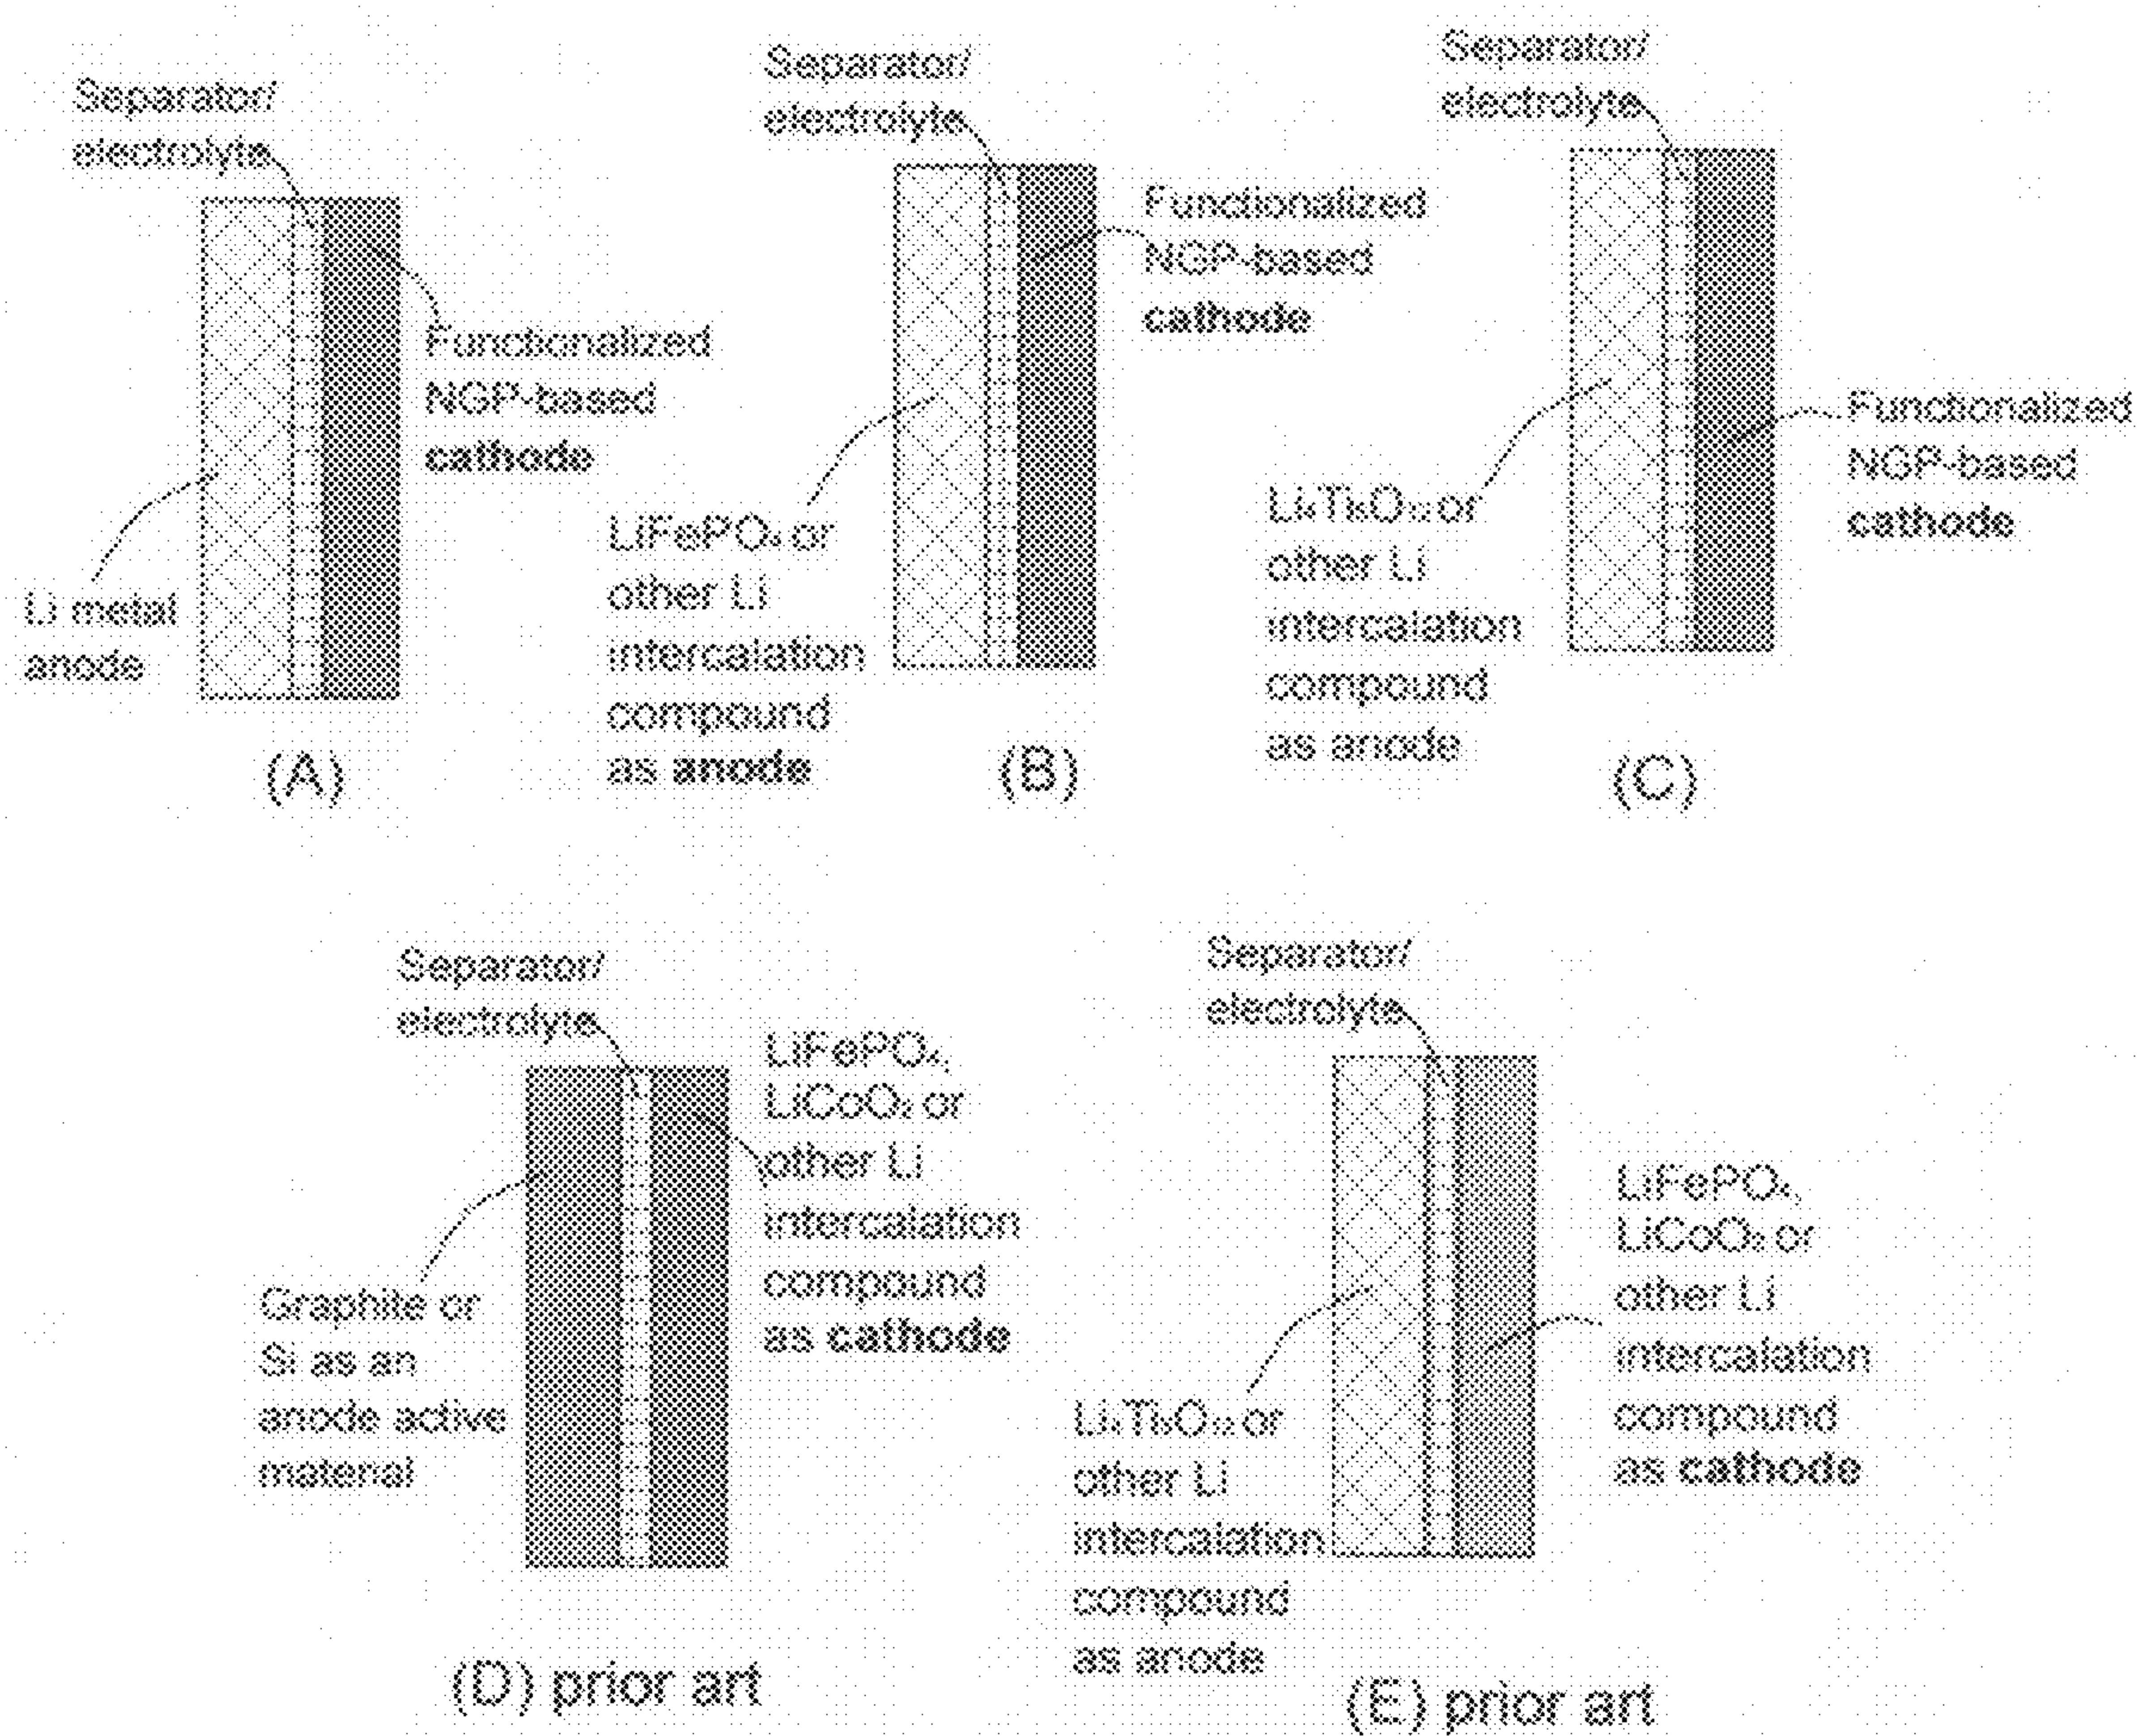 Separator/
electrolyte
Functionalized
NGP-based
cathode
Li metal
anode
(A)
Separator/
electrolyte
Functionalized
NGP-based
cathode
LiFePO₄ or
other Li
intercalation
compound
as anode
(B)
Separator/
electrolyte
Functionalized
NGP-based
cathode
Li₄Ti₅O₁₂ or
other Li
intercalation
compound
as anode
(C)
Separator/
electrolyte
LiFePO₄,
LiCoO₂ or
other Li
intercalation
compound
as cathode
Graphite or
Si as an
anode active
material
(D) prior art
Separator/
electrolyte
LiFePO₄,
LiCoO₂ or
other Li
intercalation
compound
as cathode
Li₄Ti₅O₁₂ or
other Li
intercalation
compound
as anode
(E) prior art